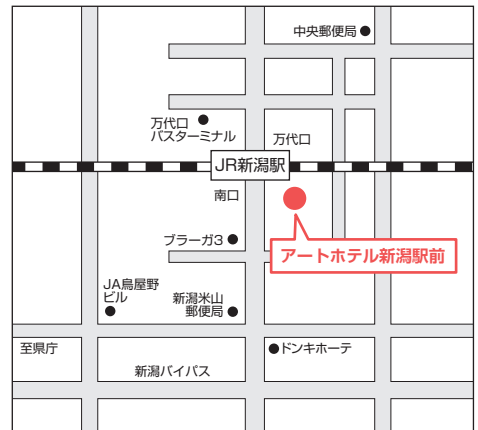 中央郵便局
万代口
バスターミナル
万代口
JR新潟駅
南口
プラーガ3
アートホテル新潟駅前
JA鳥屋野
ビル
新潟米山
郵便局
至県庁
ドンキホーテ
新潟バイパス